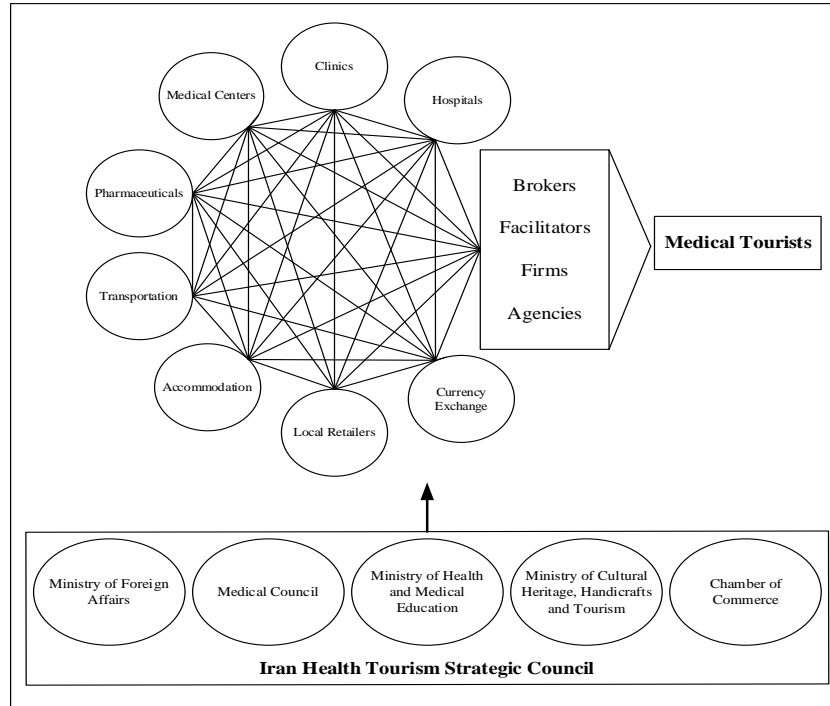 Clinics
Medical Centers
Hospitals
Pharmaceuticals
Transportation
Accommodation
Local Retailers
Currency
Exchange
Brokers
Facilitators
Firms
Agencies
Medical Tourists
Ministry of Foreign
Affairs
Medical Council
Ministry of Health
and Medical
Education
Ministry of Cultural
Heritage, Handicrafts
and Tourism
Chamber of
Commerce
Iran Health Tourism Strategic Council